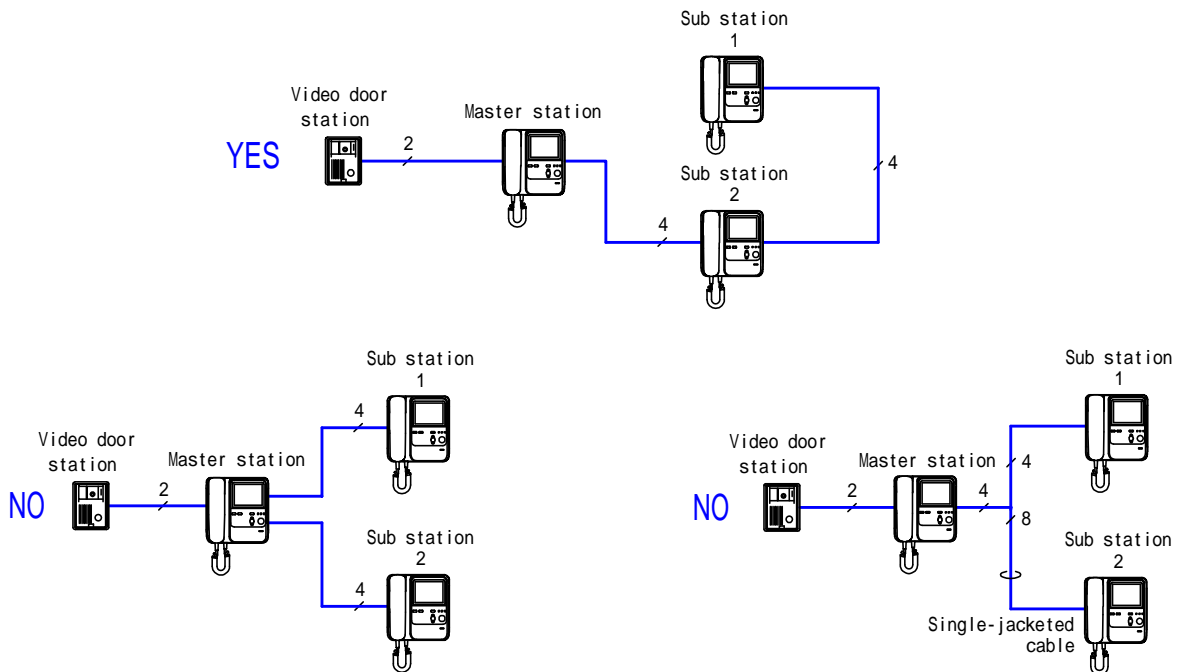 Sub station
1
Video door
station
Master station
YES
2
4
Sub station
2
4
Sub station
1
4
Video door
station
Master station
NO
2
Sub station
2
4
Sub station
1
Video door
station
Master station
4
NO
2
4
8
Sub station
2
Single-jacketed
cable